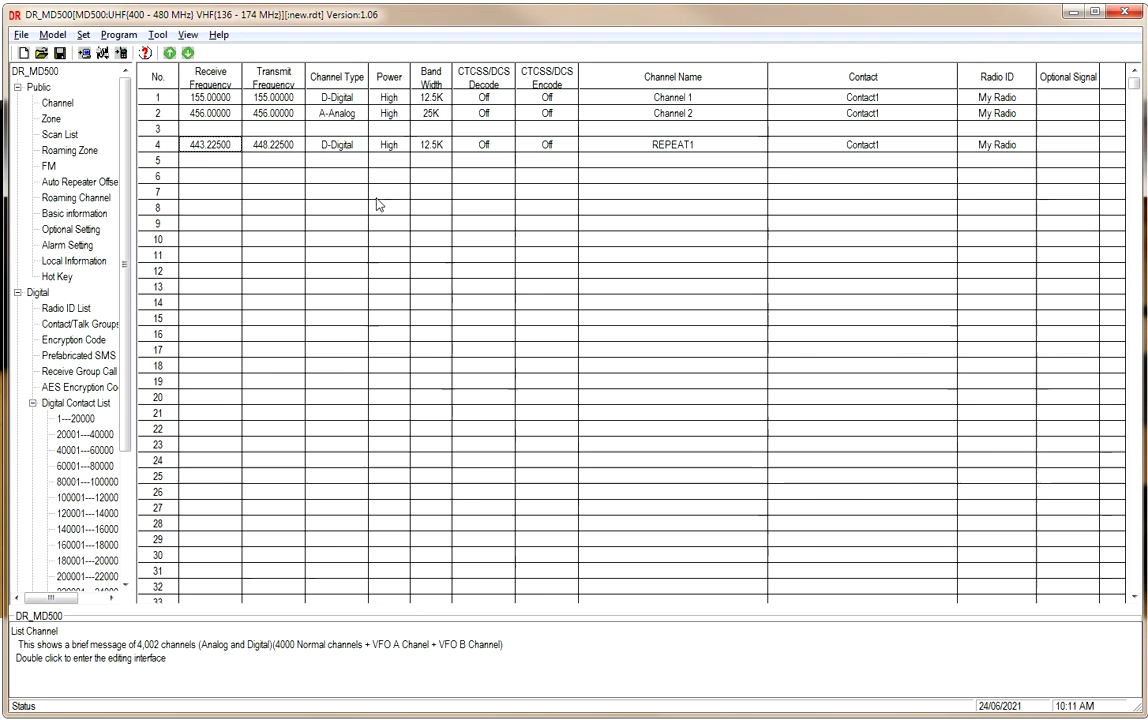 DR DR_MD500[MD500:UHF{400 - 480 MHz} VHF{136 - 174 MHz}][:new.rdt] Version:1.06
File Model Set Program Tool View Help
DR_MD500
Public
Channel
Zone
Scan List
Roaming Zone
FM
Auto Repeater Offse
Roaming Channel
Basic information
Optional Setting
Alarm Setting
Local Information
Hot Key
Digital
Radio ID List
Contact/Talk Groups
Encryption Code
Prefabricated SMS
Receive Group Call
AES Encryption Co
Digital Contact List
1---20000
20001---40000
40001---60000
60001---80000
80001---100000
100001---12000
120001---14000
140001---16000
160001---18000
180001---20000
200001---22000
No. Receive Frequency Transmit Frequency Channel Type Power Band Width CTCSS/DCS Decode CTCSS/DCS Encode Channel Name Contact Radio ID Optional Signal
1 155.00000 155.00000 D-Digital High 12.5K Off Off Channel 1 Contact1 My Radio
2 456.00000 456.00000 A-Analog High 25K Off Off Channel 2 Contact1 My Radio
3
4 443.22500 448.22500 D-Digital High 12.5K Off Off REPEAT1 Contact1 My Radio
5
6
7
8
9
10
11
12
13
14
15
16
17
18
19
20
21
22
23
24
25
26
27
28
29
30
31
32
33
DR_MD500
List Channel
This shows a brief message of 4,002 channels (Analog and Digital)(4000 Normal channels + VFO A Chanel + VFO B Channel)
Double click to enter the editing interface
Status 24/06/2021 10:11 AM